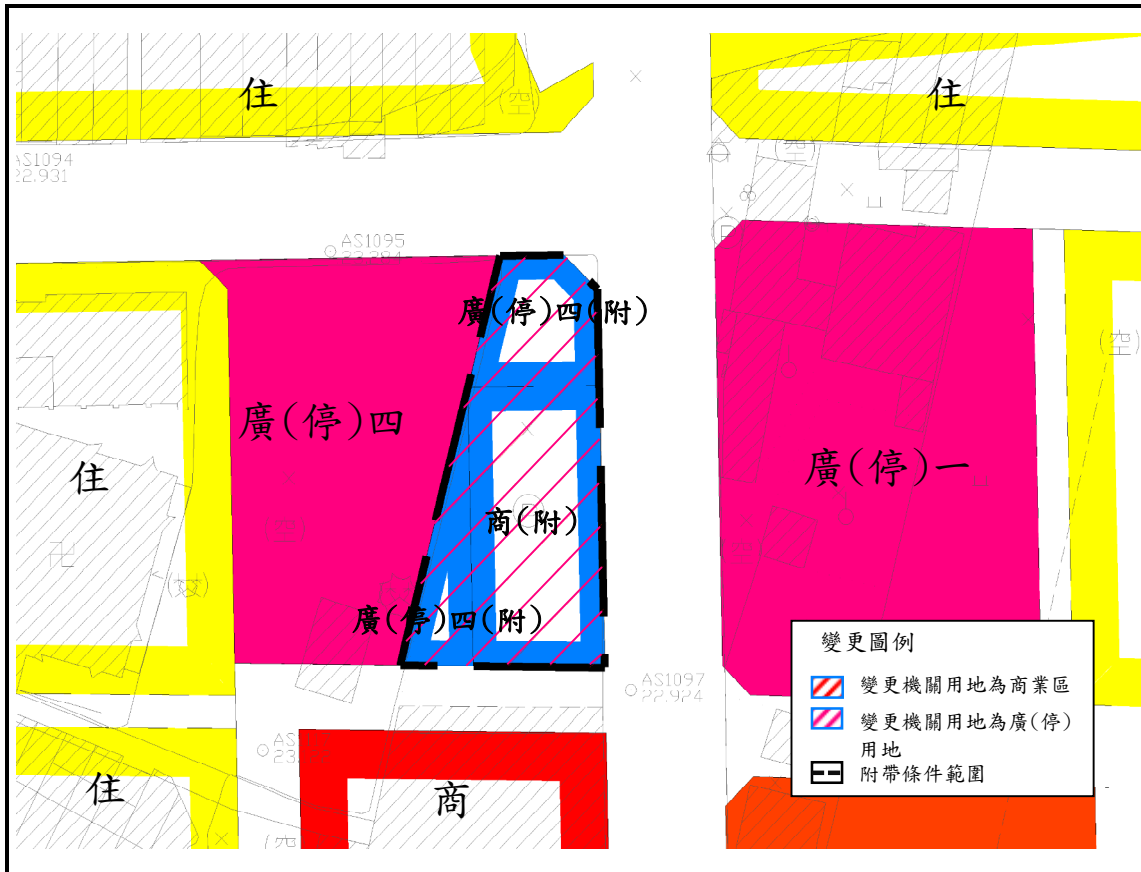 住
住
(空)
(空)
AS1094
22.931
AS1095
廣(停)四(附)
(空)
廣(停)四
廣(停)一
住
商(附)
(空)
卍
廣(停)四(附)
變更圖例
變更機關用地為商業區
變更機關用地為廣(停)
用地
附帶條件範圍
AS1097
22.924
住
商